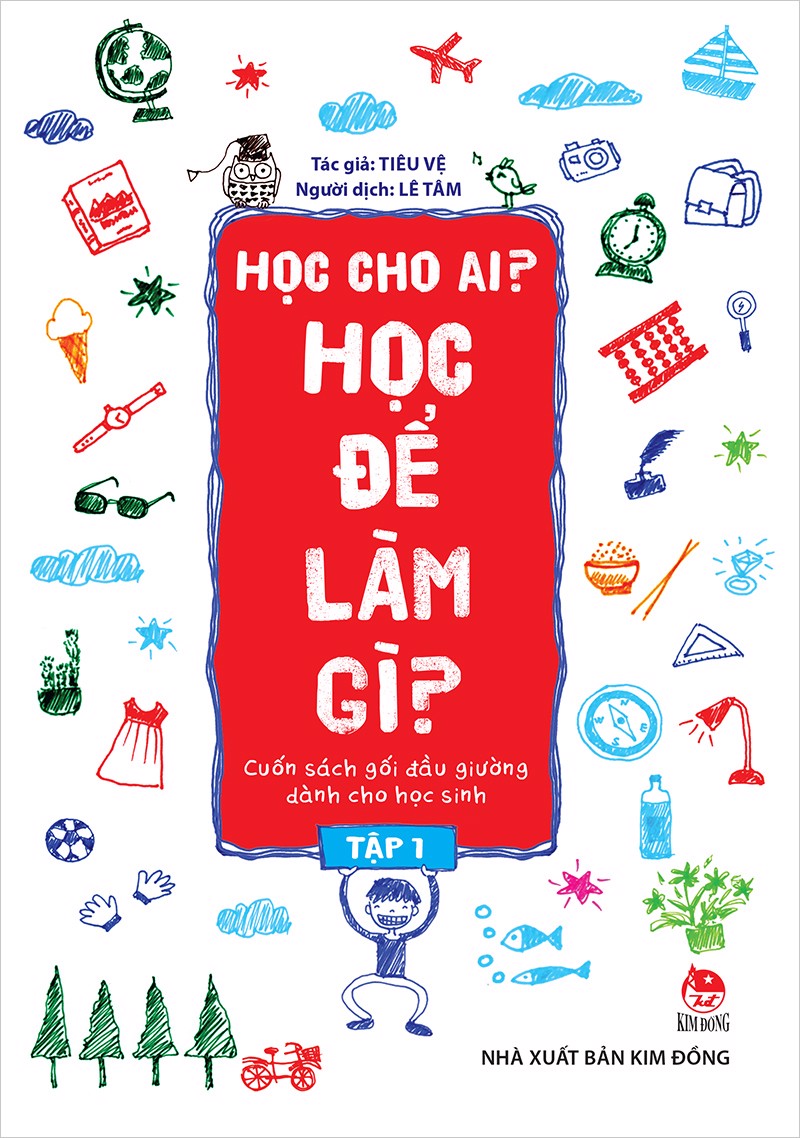 Tác giả: TIÊU VỆ
Người dịch: LÊ TÂM
HỌC CHO AI?
HỌC
ĐỂ
LÀM
GÌ?
Cuốn sách gối đầu giường
dành cho học sinh
TẬP 1
N
W E
S
kđ
KIM ĐỒNG
NHÀ XUẤT BẢN KIM ĐỒNG